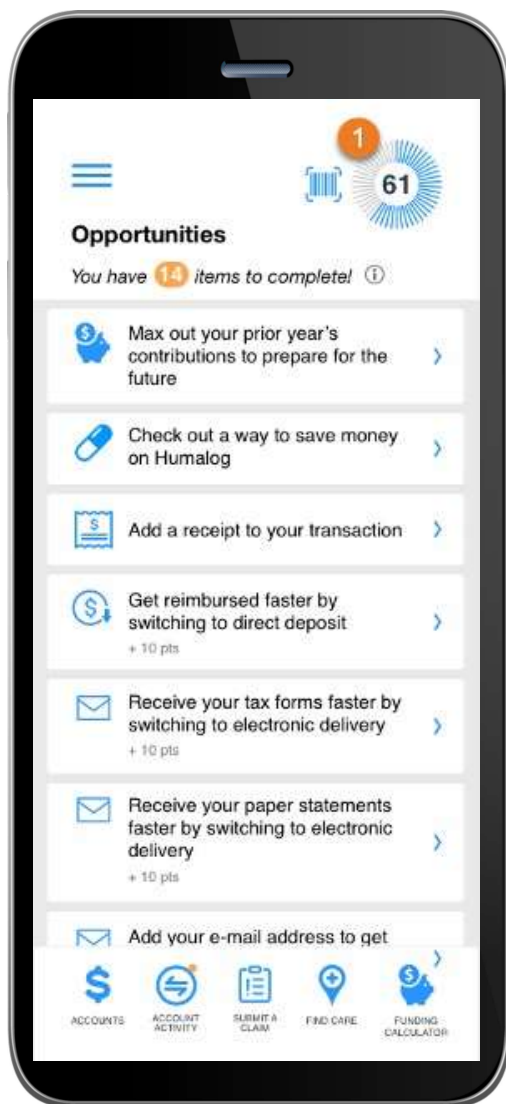 1
61
Opportunities
You have 14 items to complete!
Max out your prior year's
contributions to prepare for the
future
Check out a way to save money
on Humalog
Add a receipt to your transaction
Get reimbursed faster by
switching to direct deposit
+ 10 pts
Receive your tax forms faster by
switching to electronic delivery
+ 10 pts
Receive your paper statements
faster by switching to electronic
delivery
+ 10 pts
Add your e-mail address to get
ACCOUNTS
ACCOUNT
ACTIVITY
SUBMIT A
CLAIM
FIND CARE
FUNDING
CALCULATOR